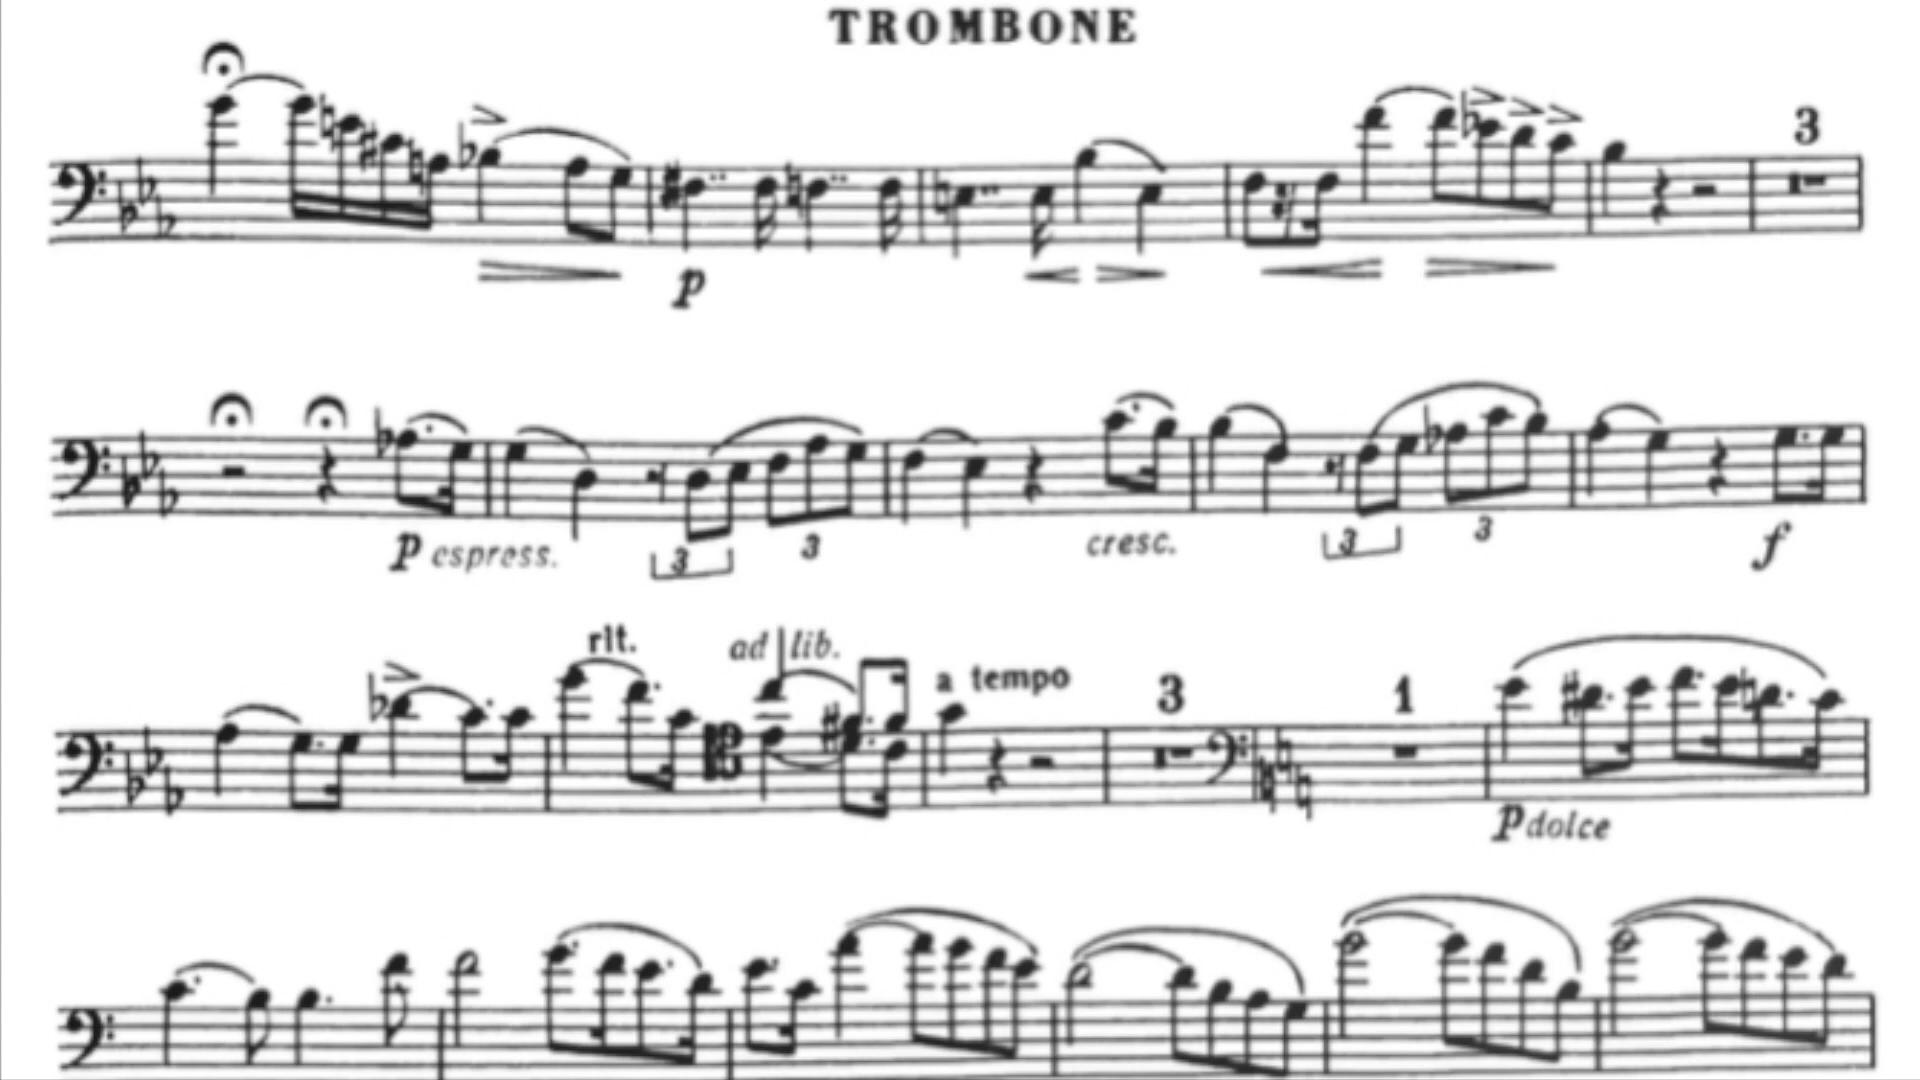 TROMBONE
3
p
p espress.
3
3
cresc.
3
3
f
rit.
ad lib.
a tempo
3
1
p dolce